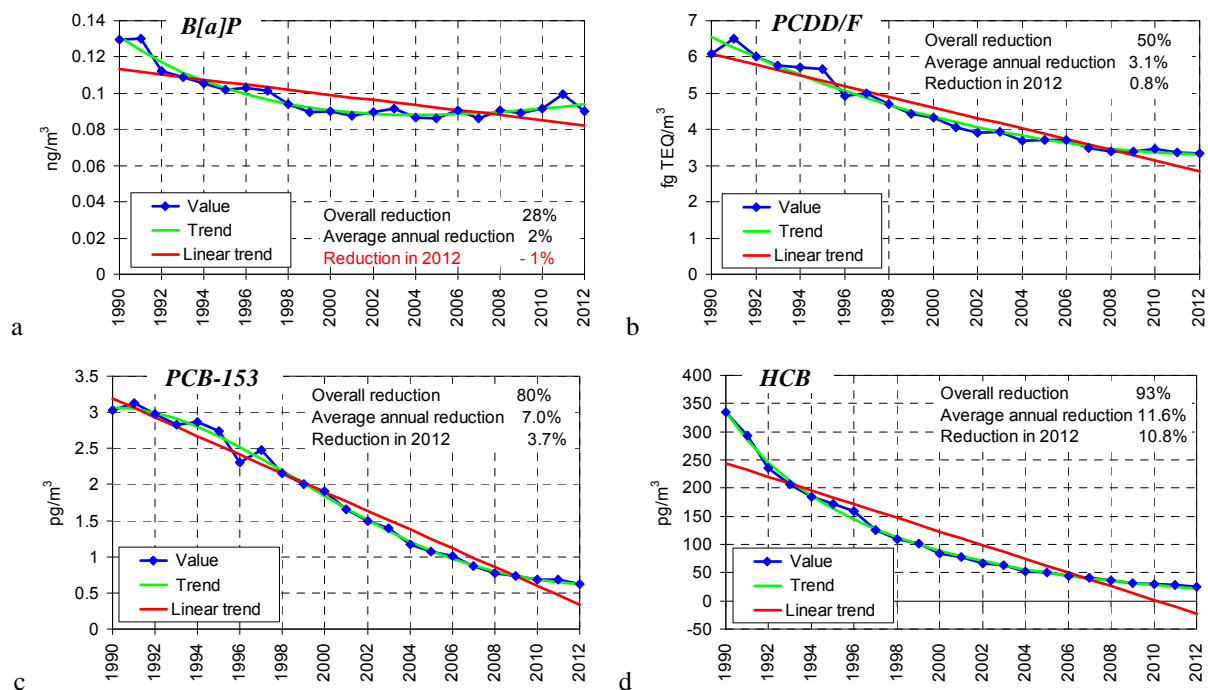 B[a]P
0.14
0.12
0.1
0.08
0.06
0.04
0.02
0
ng/m³
Value
Trend
Linear trend
Overall reduction 28%
Average annual reduction 2%
Reduction in 2012 - 1%
1990 1992 1994 1996 1998 2000 2002 2004 2006 2008 2010 2012
a
PCDD/F
7
6
5
4
3
2
1
0
fg TEQ/m³
Overall reduction 50%
Average annual reduction 3.1%
Reduction in 2012 0.8%
Value
Trend
Linear trend
1990 1992 1994 1996 1998 2000 2002 2004 2006 2008 2010 2012
b
PCB-153
3.5
3
2.5
2
1.5
1
0.5
0
pg/m³
Overall reduction 80%
Average annual reduction 7.0%
Reduction in 2012 3.7%
Value
Trend
Linear trend
1990 1992 1994 1996 1998 2000 2002 2004 2006 2008 2010 2012
c
HCB
400
350
300
250
200
150
100
50
0
-50
pg/m³
Overall reduction 93%
Average annual reduction 11.6%
Reduction in 2012 10.8%
Value
Trend
Linear trend
1990 1992 1994 1996 1998 2000 2002 2004 2006 2008 2010 2012
d